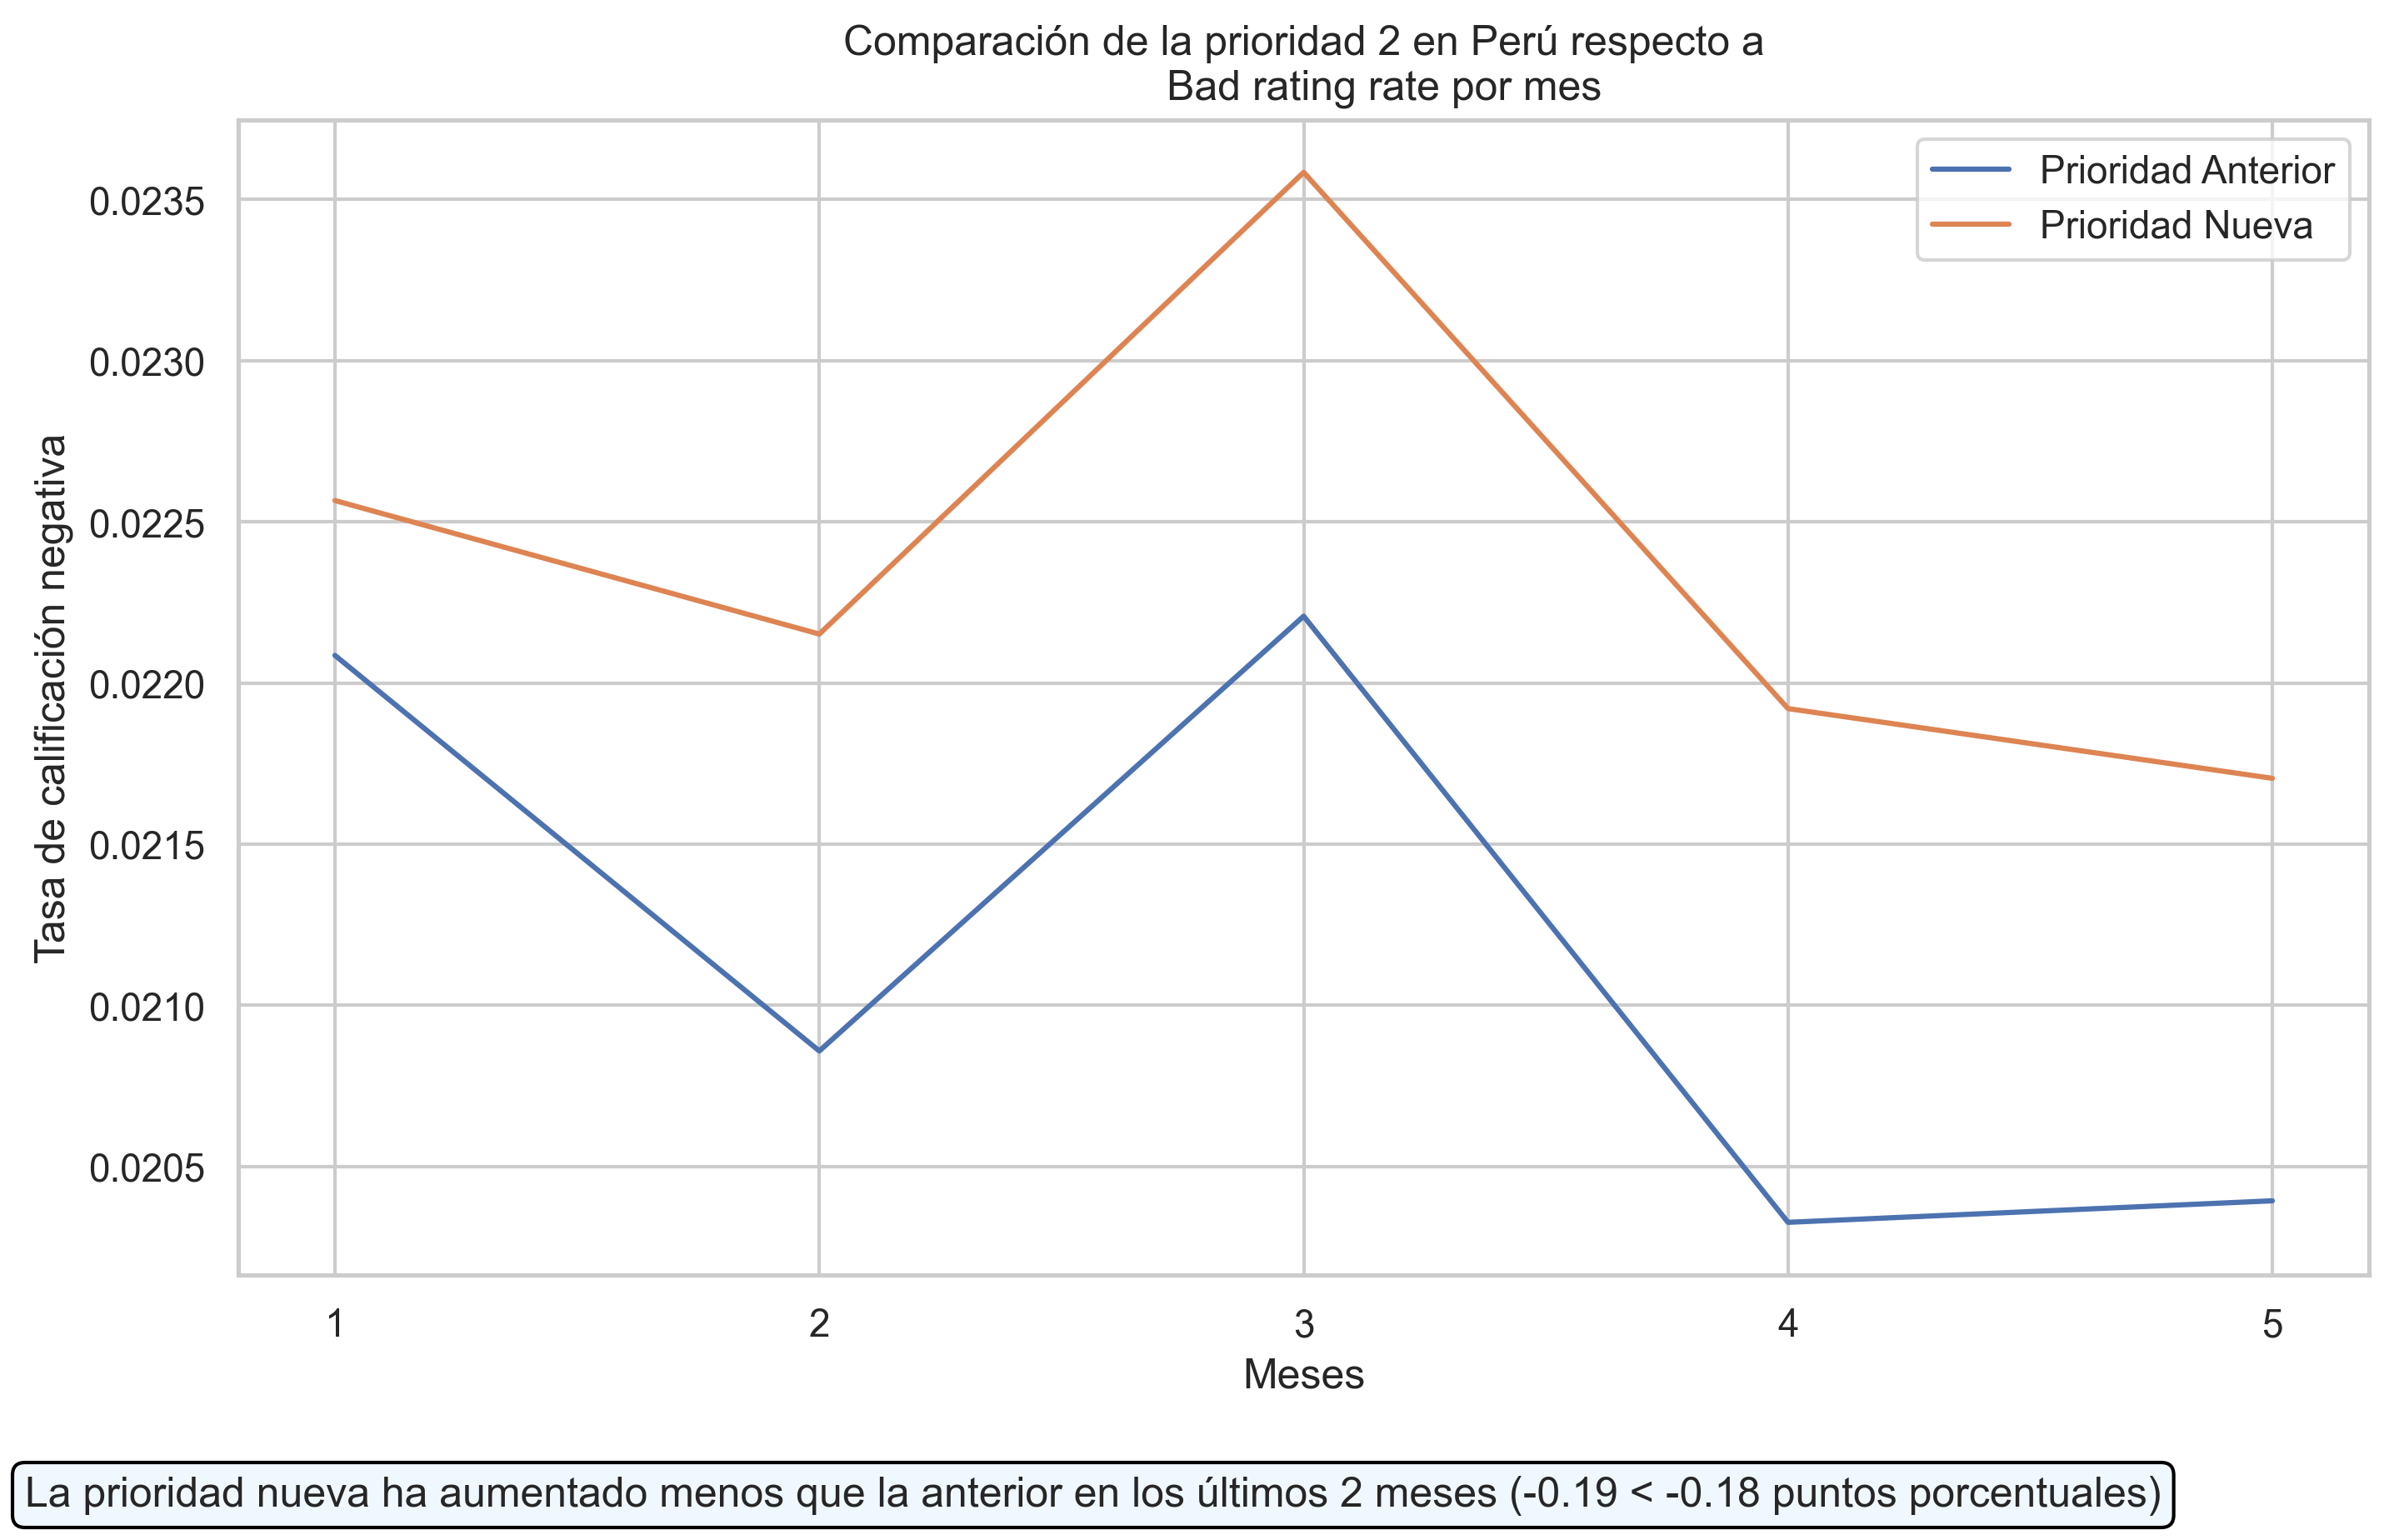 Comparación de la prioridad 2 en Perú respecto a
Bad rating rate por mes
Prioridad Anterior
Prioridad Nueva
Tasa de calificación negativa
0.0235
0.0230
0.0225
0.0220
0.0215
0.0210
0.0205
1 2 3 4 5
Meses
La prioridad nueva ha aumentado menos que la anterior en los últimos 2 meses (-0.19 < -0.18 puntos porcentuales)